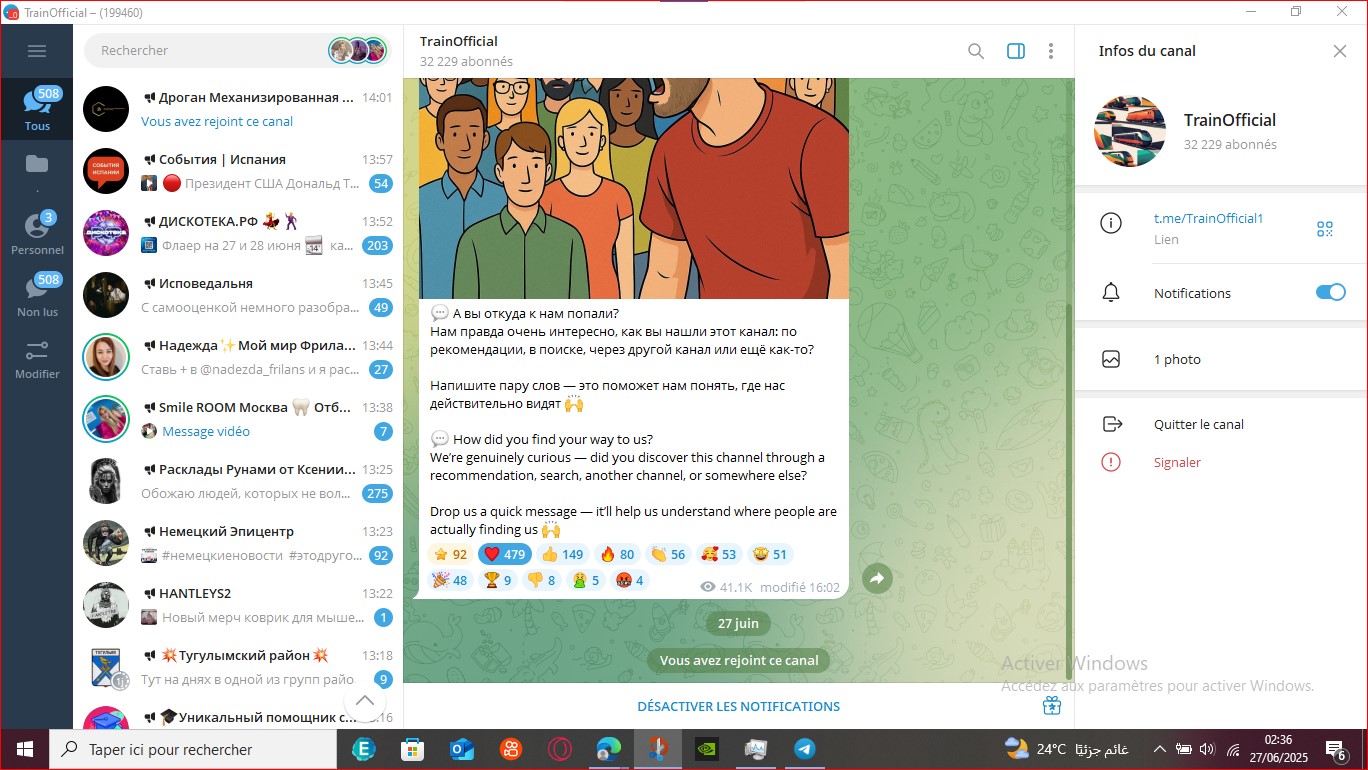 TrainOfficial – (199460)
508
Tous
.
3
Personnel
508
Non lus
Modifier
Rechercher
Дроган Механизированная ... 14:01
Vous avez rejoint ce canal
События | Испания 13:57
Президент США Дональд Т... 54
ДИСКОТЕКА.РФ 💃🕺 13:52
Флаер на 27 и 28 июня 📆 ка... 203
Исповедальня 13:45
С самооценкой немного разобра... 49
Надежда✨Мой мир Фрила... 13:44
Ставь + в @nadezda_frilans и я рас... 27
Smile ROOM Москва 🦷 Отб... 13:38
Message vidéo 7
Расклады Рунами от Ксении... 13:25
Обожаю людей, которых не вол... 275
Немецкий Эпицентр 13:23
#немецкиеновости #этодруго... 92
HANTLEYS2 13:22
Новый мерч коврик для мыше... 1
💥Тугулымский район💥 13:18
Тут на днях в одной из групп райо 9
🎓Уникальный помощник с... :16
TrainOfficial
32 229 abonnés
💬 А вы откуда к нам попали?
Нам правда очень интересно, как вы нашли этот канал: по
рекомендации, в поиске, через другой канал или ещё как-то?
Напишите пару слов — это поможет нам понять, где нас
действительно видят 🙌
💬 How did you find your way to us?
We're genuinely curious — did you discover this channel through a
recommendation, search, another channel, or somewhere else?
Drop us a quick message — it'll help us understand where people are
actually finding us 🙌
⭐ 92 ❤ 479 👍 149 🔥 80 👏 56 🥰 53 🤩 51
🎉 48 🏆 9 👎 8 🤮 5 🤬 4
41.1K modifié 16:02
27 juin
Vous avez rejoint ce canal
DÉSACTIVER LES NOTIFICATIONS
Infos du canal
TrainOfficial
32 229 abonnés
t.me/TrainOfficial1
Lien
Notifications
1 photo
Quitter le canal
Signaler
Activer Windows
Accédez aux paramètres pour activer Windows.
Taper ici pour rechercher
24°C غائم جزئيًا
02:36
27/06/2025
6